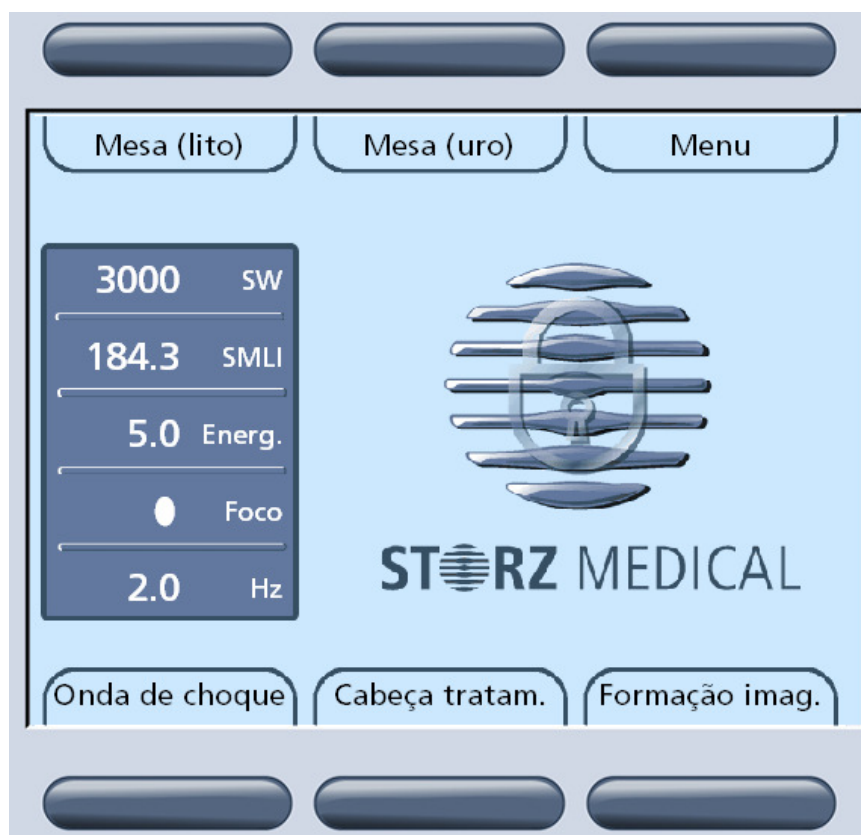 Mesa (lito) Mesa (uro) Menu
3000 SW
184.3 SMLI
5.0 Energ.
Foco
2.0 Hz
STORZ MEDICAL
Onda de choque Cabeça tratam. Formação imag.